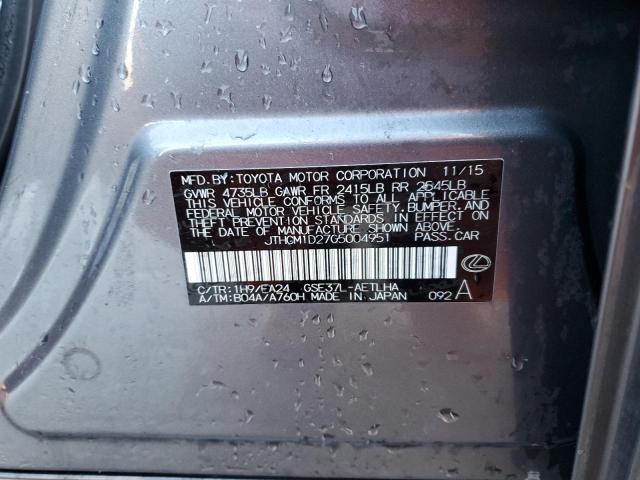 MFD.BY:TOYOTA MOTOR CORPORATION 11/15
GVWR 4735LB GAWR FR 2415LB RR 2645LB
THIS VEHICLE CONFORMS TO ALL APPLICABLE
FEDERAL MOTOR VEHICLE SAFETY, BUMPER, AND
THEFT PREVENTION STANDARDS IN EFFECT ON
THE DATE OF MANUFACTURE SHOWN ABOVE.
JTHCM1D27G5004951 PASS.CAR
C/TR:1H9/EA24 GSE37L-AETLHA
A/TM:B04A/A760H MADE IN JAPAN 092 A